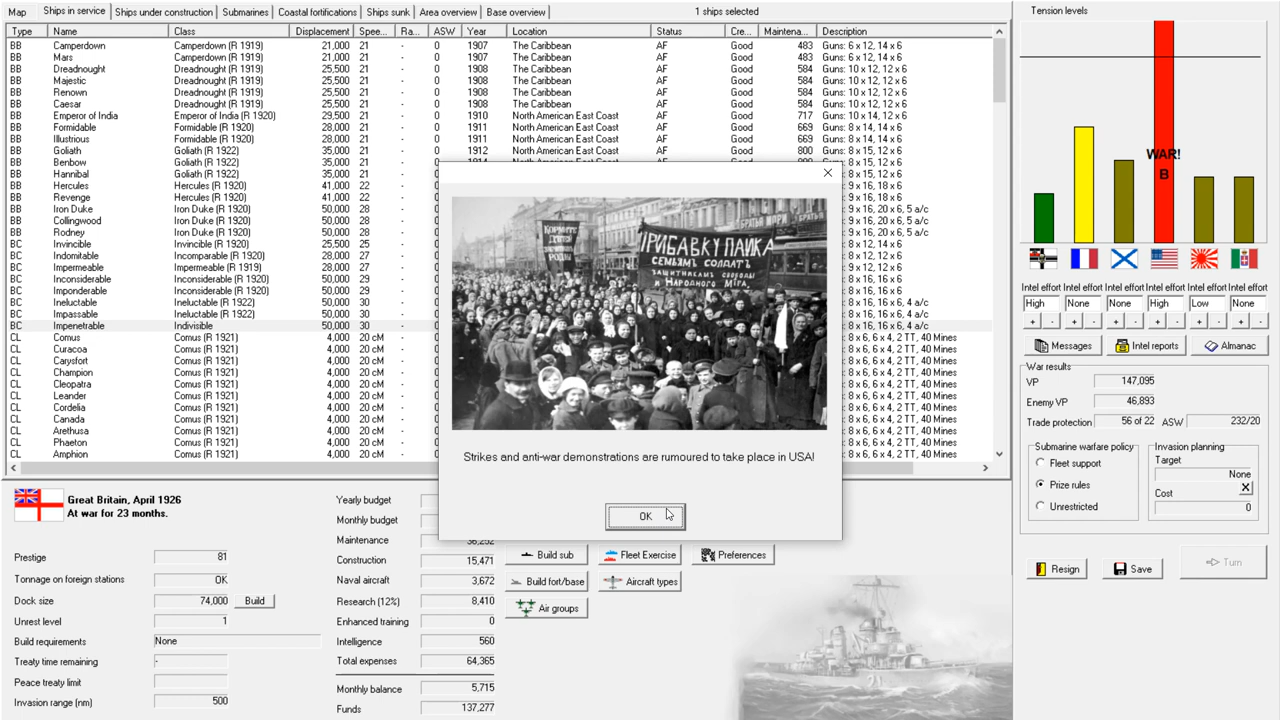 Map Ships in service Ships under construction Submarines Coastal fortifications Ships sunk Area overview Base overview 1 ships selected
Type Name Class Displacement Spee... Ra... ASW Year Location Status Cre... Maintena... Description
BB Camperdown Camperdown (R 1919) 21,000 21 - 0 1907 The Caribbean AF Good 483 Guns: 6 x 12, 14 x 6
BB Mars Camperdown (R 1919) 21,000 21 - 0 1907 The Caribbean AF Good 483 Guns: 6 x 12, 14 x 6
BB Dreadnought Dreadnought (R 1919) 25,500 21 - 0 1908 The Caribbean AF Good 584 Guns: 10 x 12, 12 x 6
BB Majestic Dreadnought (R 1919) 25,500 21 - 0 1908 The Caribbean AF Good 584 Guns: 10 x 12, 12 x 6
BB Renown Dreadnought (R 1919) 25,500 21 - 0 1908 The Caribbean AF Good 584 Guns: 10 x 12, 12 x 6
BB Caesar Dreadnought (R 1919) 25,500 21 - 0 1908 The Caribbean AF Good 584 Guns: 10 x 12, 12 x 6
BB Emperor of India Emperor of India (R 1920) 29,500 21 - 0 1910 North American East Coast AF Good 717 Guns: 10 x 14, 12 x 6
BB Formidable Formidable (R 1920) 28,000 21 - 0 1911 North American East Coast AF Good 669 Guns: 8 x 14, 14 x 6
BB Illustrious Formidable (R 1920) 28,000 21 - 0 1911 North American East Coast AF Good 669 Guns: 8 x 14, 14 x 6
BB Goliath Goliath (R 1922) 35,000 21 - 0 1912 North American East Coast AF Good 800 Guns: 8 x 15, 12 x 6
BB Benbow Goliath (R 1922) 35,000 21 - : 8 x 15, 12 x 6
BB Hannibal Goliath (R 1922) 35,000 21 - : 8 x 15, 12 x 6
BB Hercules Hercules (R 1920) 41,000 22 - : 9 x 16, 18 x 6
BB Revenge Hercules (R 1920) 41,000 22 - : 9 x 16, 18 x 6
BB Iron Duke Iron Duke (R 1920) 50,000 28 - : 9 x 16, 20 x 6, 5 a/c
BB Collingwood Iron Duke (R 1920) 50,000 28 - : 9 x 16, 20 x 6, 5 a/c
BB Rodney Iron Duke (R 1920) 50,000 28 - : 9 x 16, 20 x 6, 5 a/c
BC Invincible Invincible (R 1920) 25,500 25 - : 8 x 12, 14 x 6
BC Indomitable Incomparable (R 1920) 28,000 27 - : 9 x 12, 16 x 6
BC Impermeable Impermeable (R 1919) 28,000 27 - : 9 x 12, 12 x 6
BC Inconsiderable Inconsiderable (R 1920) 50,000 29 - : 8 x 16, 16 x 6
BC Imponderable Inconsiderable (R 1920) 50,000 29 - : 8 x 16, 16 x 6
BC Ineluctable Ineluctable (R 1922) 50,000 30 - : 8 x 16, 16 x 6, 4 a/c
BC Impassable Ineluctable (R 1922) 50,000 30 - : 8 x 16, 16 x 6, 4 a/c
BC Impenetrable Indivisible 50,000 30 - : 8 x 16, 16 x 6, 4 a/c
CL Comus Comus (R 1921) 4,000 20 cM - : 8 x 6, 6 x 4, 2 TT, 40 Mines
CL Curacoa Comus (R 1921) 4,000 20 cM - : 8 x 6, 6 x 4, 2 TT, 40 Mines
CL Carysfort Comus (R 1921) 4,000 20 cM - : 8 x 6, 6 x 4, 2 TT, 40 Mines
CL Champion Comus (R 1921) 4,000 20 cM - : 8 x 6, 6 x 4, 2 TT, 40 Mines
CL Cleopatra Comus (R 1921) 4,000 20 cM - : 8 x 6, 6 x 4, 2 TT, 40 Mines
CL Leander Comus (R 1921) 4,000 20 cM - : 8 x 6, 6 x 4, 2 TT, 40 Mines
CL Cordelia Comus (R 1921) 4,000 20 cM - : 8 x 6, 6 x 4, 2 TT, 40 Mines
CL Canada Comus (R 1921) 4,000 20 cM - : 8 x 6, 6 x 4, 2 TT, 40 Mines
CL Arethusa Comus (R 1921) 4,000 20 cM - : 8 x 6, 6 x 4, 2 TT, 40 Mines
CL Phaeton Comus (R 1921) 4,000 20 cM - : 8 x 6, 6 x 4, 2 TT, 40 Mines
CL Amphion Comus (R 1921) 4,000 20 cM - : 8 x 6, 6 x 4, 2 TT, 40 Mines
КОРМИТЕ
ДЕТЕЙ
РОДИНЫ
ПРИБАВКУ ПАЙКА
СЕМЬЯМ СОЛДАТЪ
ЗАЩИТНИКАМЪ СВОБОДЫ
И НАРОДНОГО МIРА.
Strikes and anti-war demonstrations are rumoured to take place in USA!
OK
Great Britain, April 1926
At war for 23 months.
Prestige 81
Tonnage on foreign stations OK
Dock size 74,000 Build
Unrest level 1
Build requirements None
Treaty time remaining -
Peace treaty limit
Invasion range (nm) 500
Yearly budget
Monthly budget
Maintenance 36,252
Construction 15,471
Naval aircraft 3,672
Research (12%) 8,410
Enhanced training 0
Intelligence 560
Total expenses 64,365
Monthly balance 5,715
Funds 137,277
Build sub Fleet Exercise Preferences
Build fort/base Aircraft types
Air groups
Tension levels
WAR!
B
Intel effort Intel effort Intel effort Intel effort Intel effort Intel effort
High None None High Low None
+ - + - + - + - + - + -
Messages Intel reports Almanac
War results
VP 147,095
Enemy VP 46,893
Trade protection 56 of 22 ASW 232/20
Submarine warfare policy
Fleet support
Prize rules
Unrestricted
Invasion planning
Target
None
Cost X
0
Resign Save Turn